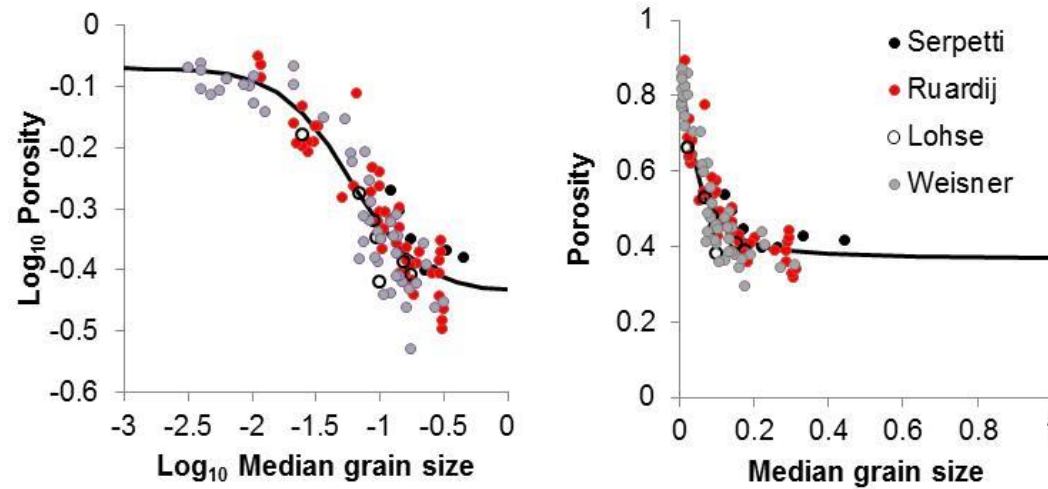 0
-0.1
-0.2
-0.3
-0.4
-0.5
-0.6
-3 -2.5 -2 -1.5 -1 -0.5 0
Log₁₀ Porosity
Log₁₀ Median grain size
1
0.8
0.6
0.4
0.2
0
0 0.2 0.4 0.6 0.8
Porosity
Median grain size
Serpetti
Ruardij
Lohse
Weisner